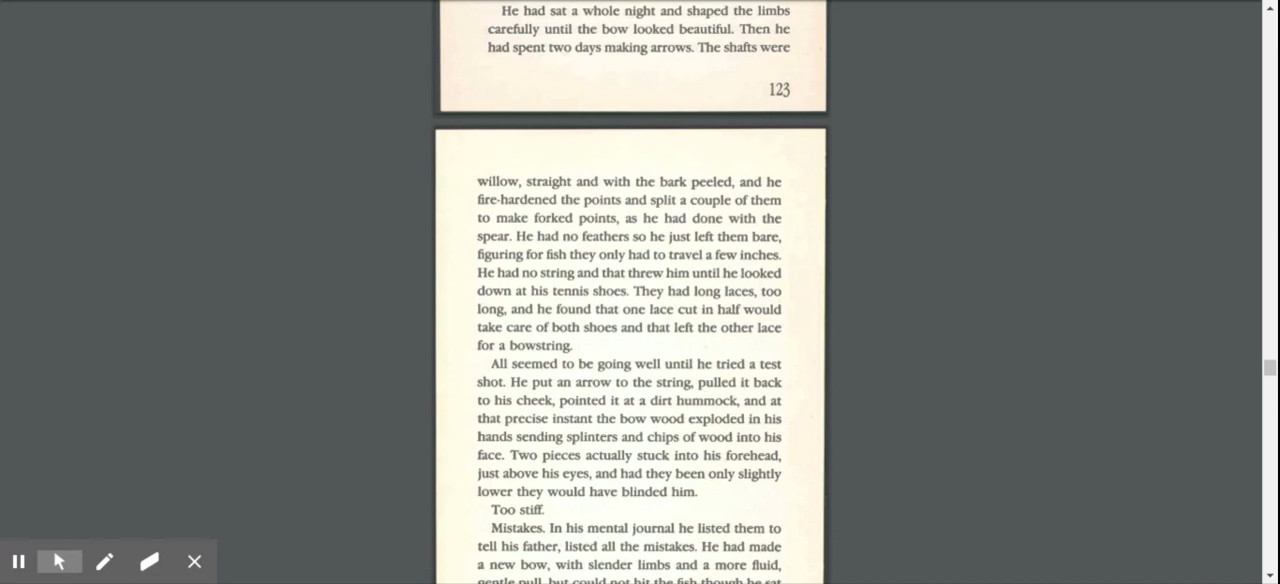 He had sat a whole night and shaped the limbs
carefully until the bow looked beautiful. Then he
had spent two days making arrows. The shafts were
123
willow, straight and with the bark peeled, and he
fire-hardened the points and split a couple of them
to make forked points, as he had done with the
spear. He had no feathers so he just left them bare,
figuring for fish they only had to travel a few inches.
He had no string and that threw him until he looked
down at his tennis shoes. They had long laces, too
long, and he found that one lace cut in half would
take care of both shoes and that left the other lace
for a bowstring.
All seemed to be going well until he tried a test
shot. He put an arrow to the string, pulled it back
to his cheek, pointed it at a dirt hummock, and at
that precise instant the bow wood exploded in his
hands sending splinters and chips of wood into his
face. Two pieces actually stuck into his forehead,
just above his eyes, and had they been only slightly
lower they would have blinded him.
Too stiff.
Mistakes. In his mental journal he listed them to
tell his father, listed all the mistakes. He had made
a new bow, with slender limbs and a more fluid,
gentle pull, but could not hit the fish though he sat